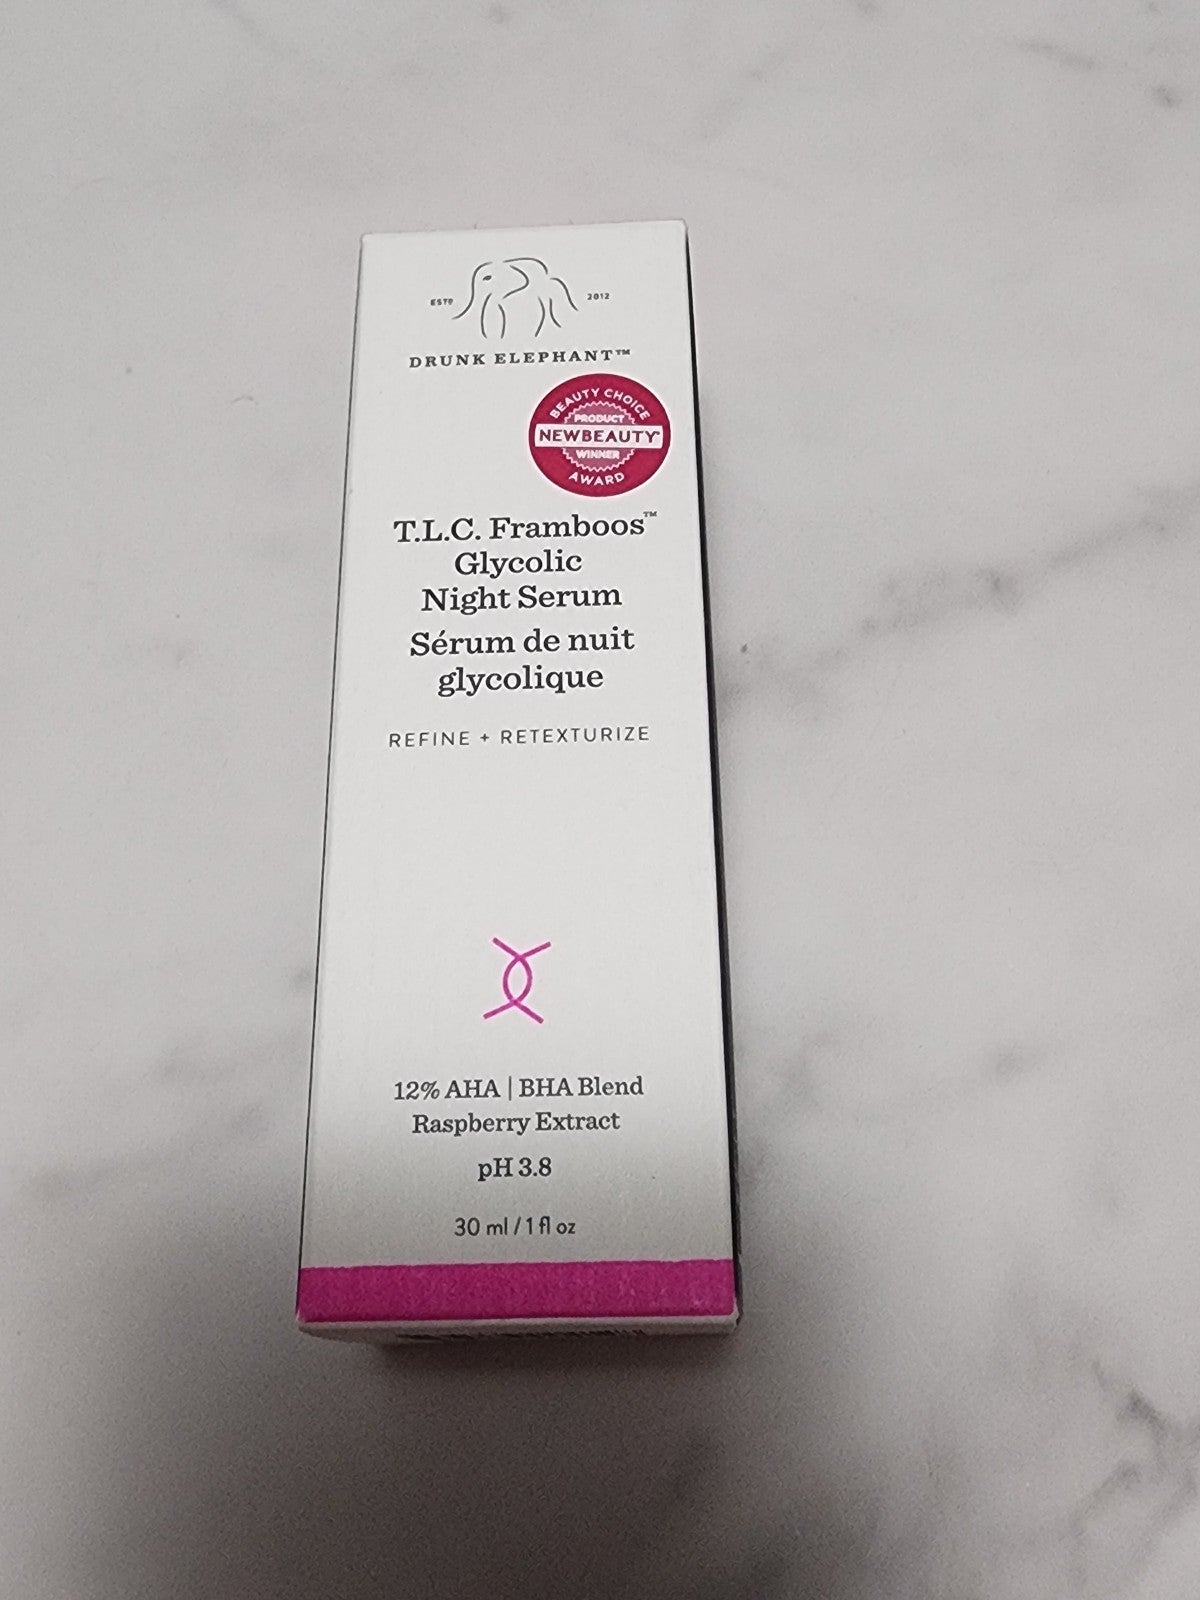 ESTD 2012
DRUNK ELEPHANT™
BEAUTY CHOICE
PRODUCT
NEWBEAUTY
WINNER
AWARD
T.L.C. Framboos™
Glycolic
Night Serum
Sérum de nuit
glycolique
REFINE + RETEXTURIZE
12% AHA | BHA Blend
Raspberry Extract
pH 3.8
30 ml / 1 fl oz